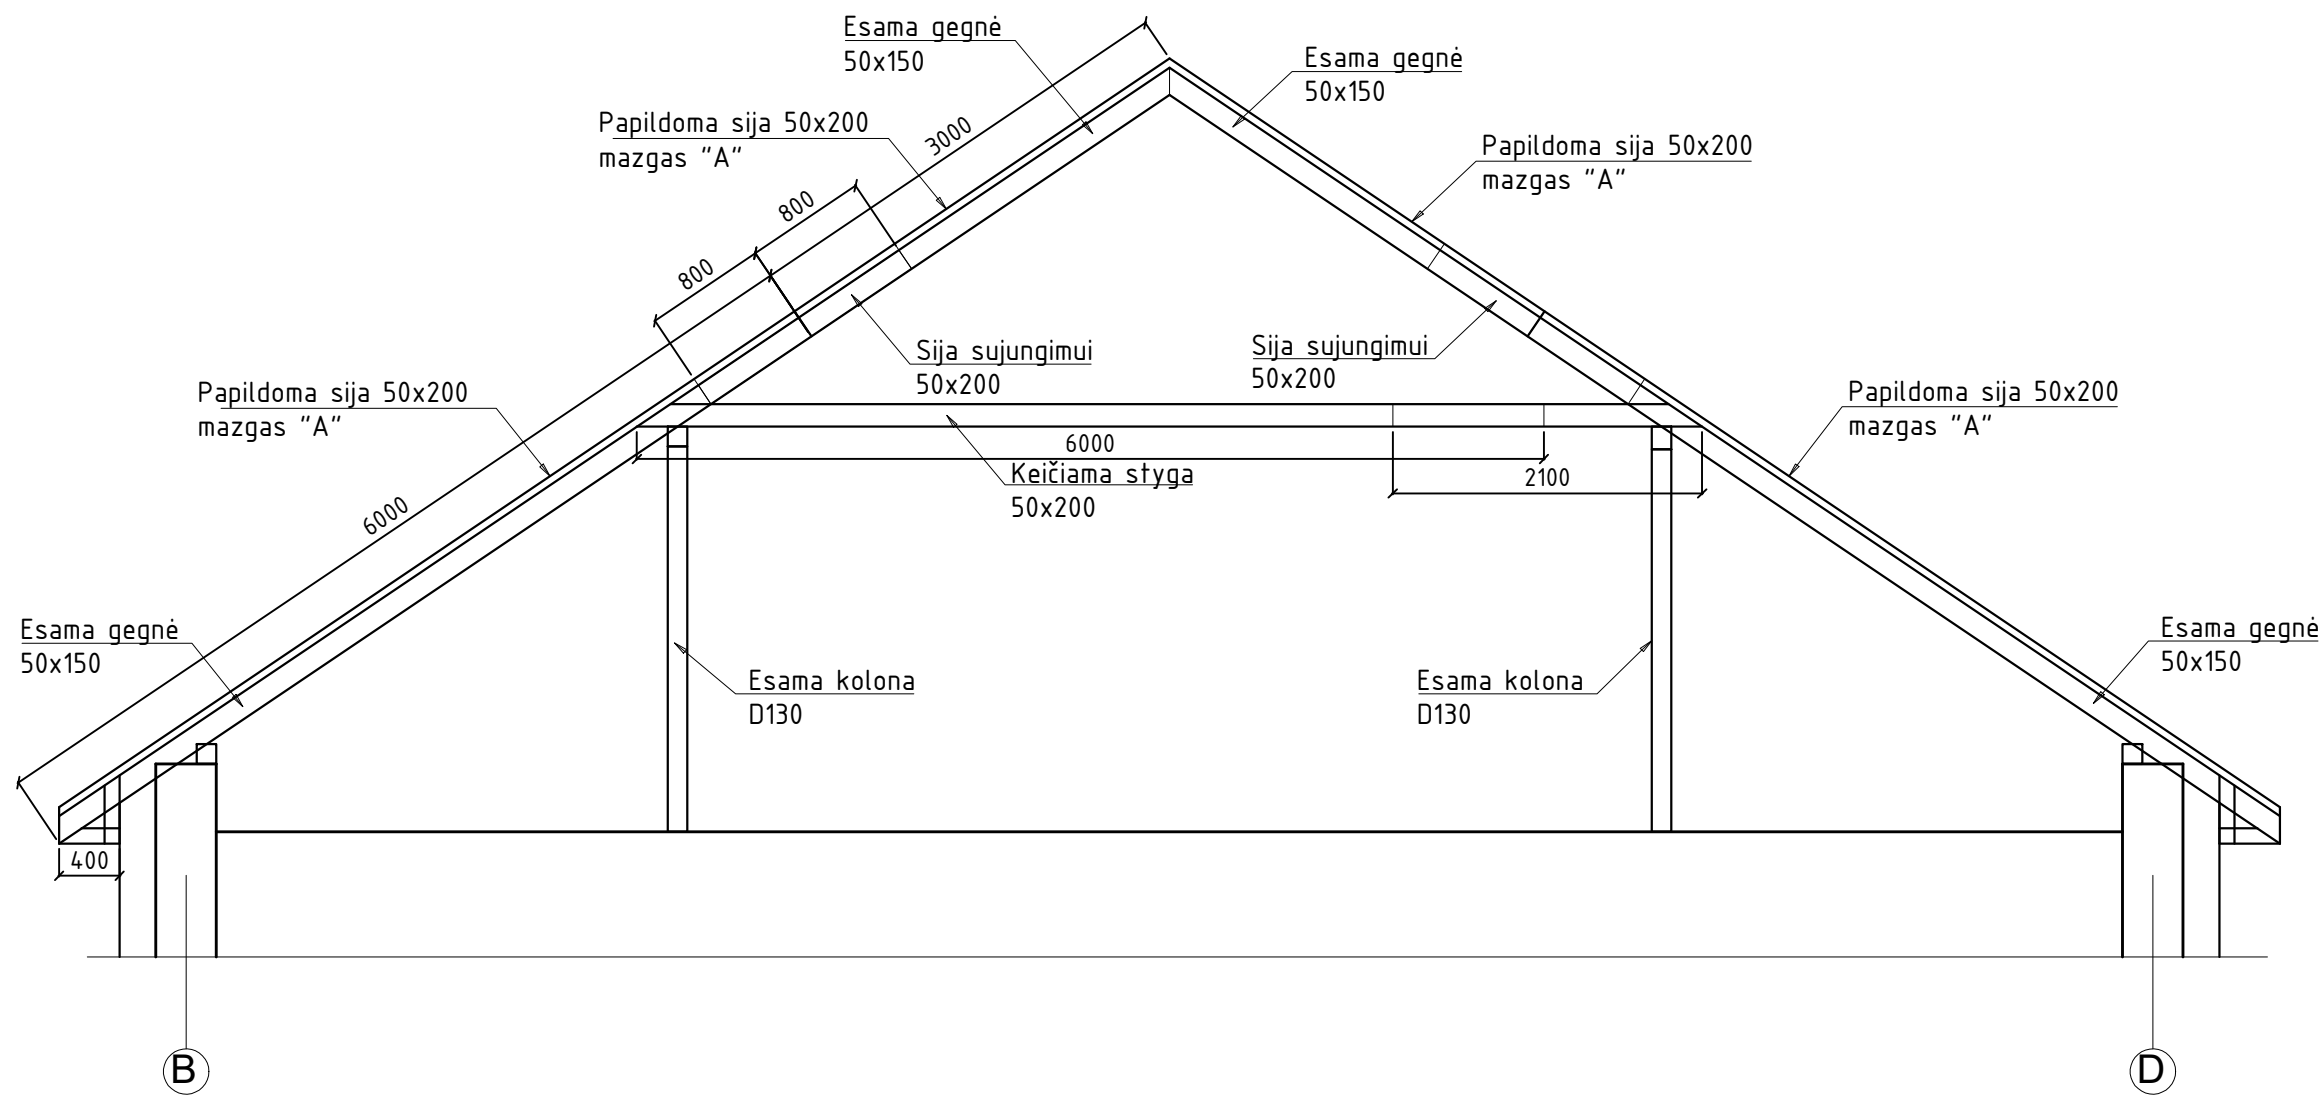 Esama gegnė
50x150
Esama gegnė
50x150
Papildoma sija 50x200
mazgas "A"
3000
Papildoma sija 50x200
mazgas "A"
800
800
Sija sujungimui
50x200
Sija sujungimui
50x200
Papildoma sija 50x200
mazgas "A"
Papildoma sija 50x200
mazgas "A"
6000
Keičiama styga
50x200
2100
6000
Esama gegnė
50x150
Esama gegnė
50x150
Esama kolona
D130
Esama kolona
D130
400
B
D